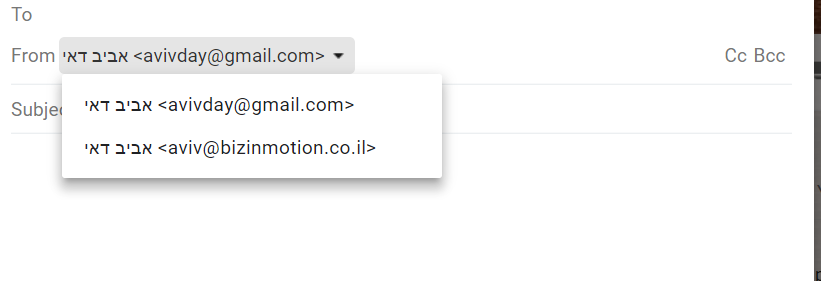 To
From אביב דאי <avivday@gmail.com> Cc Bcc
אביב דאי <avivday@gmail.com>
אביב דאי <aviv@bizinmotion.co.il>